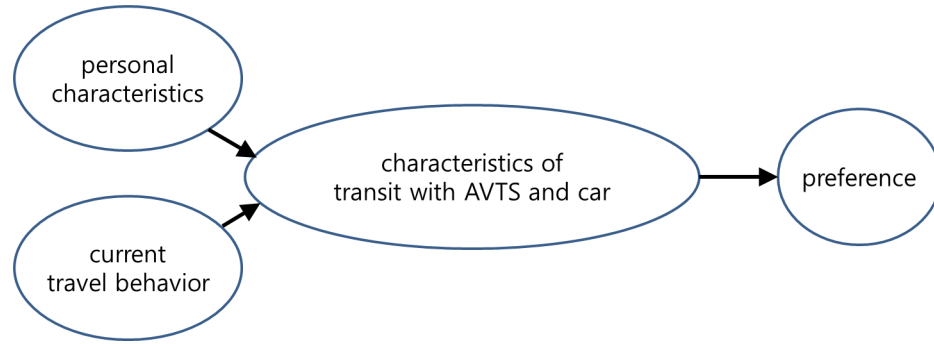 personal
characteristics
current
travel behavior
characteristics of
transit with AVTS and car
preference